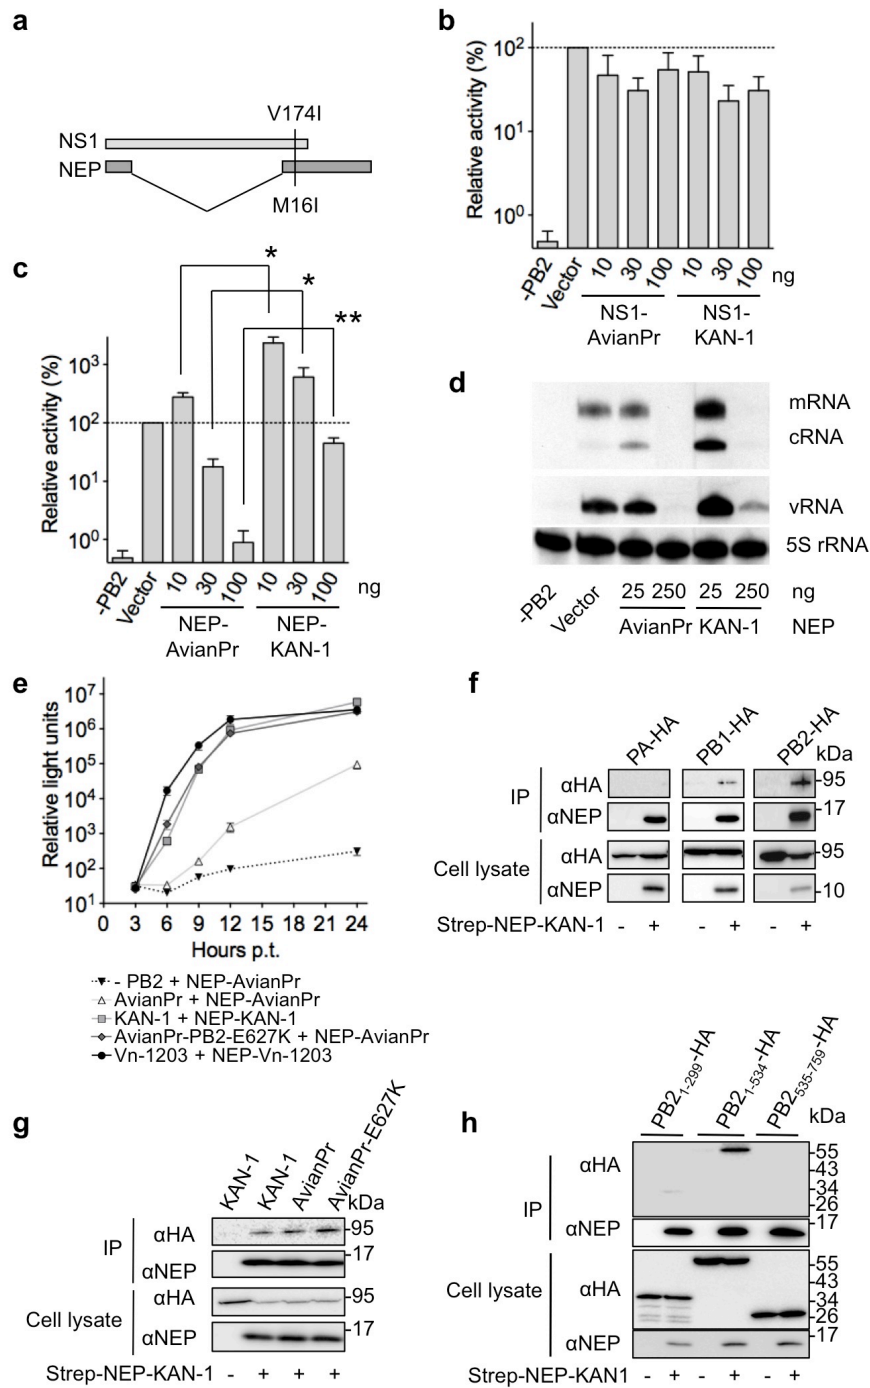 a
V174I
NS1
NEP
M16I
b
Relative activity (%)
10²
10¹
10⁰
-PB2
Vector
10
30
100
10
30
100
ng
NS1-
AvianPr
NS1-
KAN-1
c
*
*
**
Relative activity (%)
10³
10²
10¹
10⁰
-PB2
Vector
10
30
100
10
30
100
ng
NEP-
AvianPr
NEP-
KAN-1
d
mRNA
cRNA
vRNA
5S rRNA
-PB2
Vector
25 250 25 250 ng
AvianPr KAN-1 NEP
e
Relative light units
10⁷
10⁶
10⁵
10⁴
10³
10²
10¹
0 3 6 9 12 15 18 21 24
Hours p.t.
- PB2 + NEP-AvianPr
AvianPr + NEP-AvianPr
KAN-1 + NEP-KAN-1
AvianPr-PB2-E627K + NEP-AvianPr
Vn-1203 + NEP-Vn-1203
f
PA-HA
PB1-HA
PB2-HA
kDa
IP
αHA
-95
αNEP
-17
Cell lysate
αHA
95
αNEP
-10
Strep-NEP-KAN-1 - + - + - +
g
KAN-1
KAN-1
AvianPr
AvianPr-E627K
kDa
IP
αHA
-95
αNEP
-17
Cell lysate
αHA
-95
αNEP
-17
Strep-NEP-KAN-1 - + + +
h
PB2₁₋₂₉₉-HA
PB2₁₋₅₃₄-HA
PB2₅₃₅₋₇₅₉-HA
kDa
IP
αHA
-55
-43
-34
-26
αNEP
-17
Cell lysate
αHA
-55
-43
-34
-26
αNEP
-17
Strep-NEP-KAN1 - + - + - +